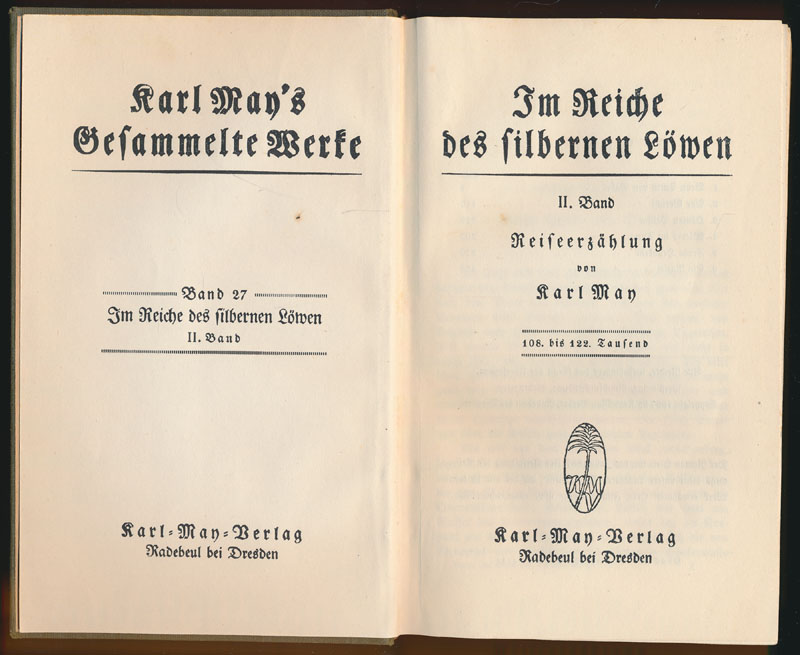 Karl May's
Gesammelte Werke
Band 27
Im Reiche des silbernen Löwen
II. Band
Karl-May-Verlag
Radebeul bei Dresden
Im Reiche
des silbernen Löwen
II. Band
Reiseerzählung
von
Karl May
108. bis 122. Tausend
KMV
Karl-May-Verlag
Radebeul bei Dresden